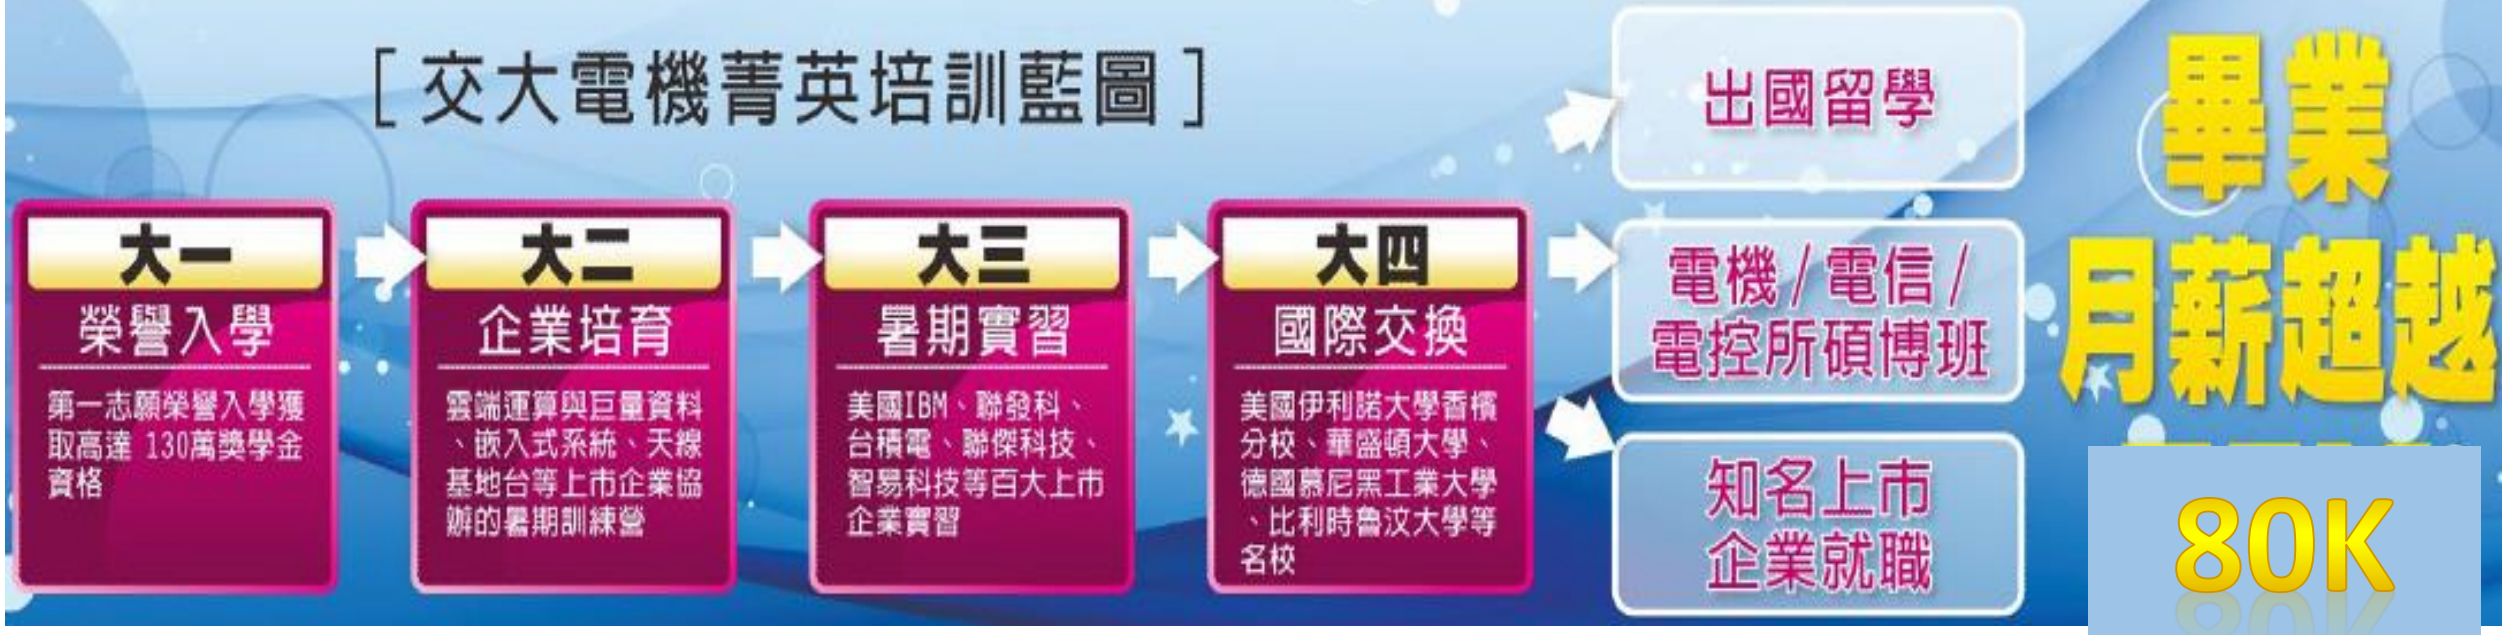 [交大電機菁英培訓藍圖]
大一
榮譽入學
第一志願榮譽入學獲
取高達 130萬獎學金
資格
大二
企業培育
雲端運算與巨量資料
、嵌入式系統、天線
基地台等上市企業協
辦的暑期訓練營
大三
暑期實習
美國IBM、聯發科、
台積電、聯傑科技、
智易科技等百大上市
企業實習
大四
國際交換
美國伊利諾大學香檳
分校、華盛頓大學、
德國慕尼黑工業大學
、比利時魯汶大學等
名校
出國留學
電機/電信/
電控所碩博班
知名上市
企業就職
畢業
月薪超越
80K